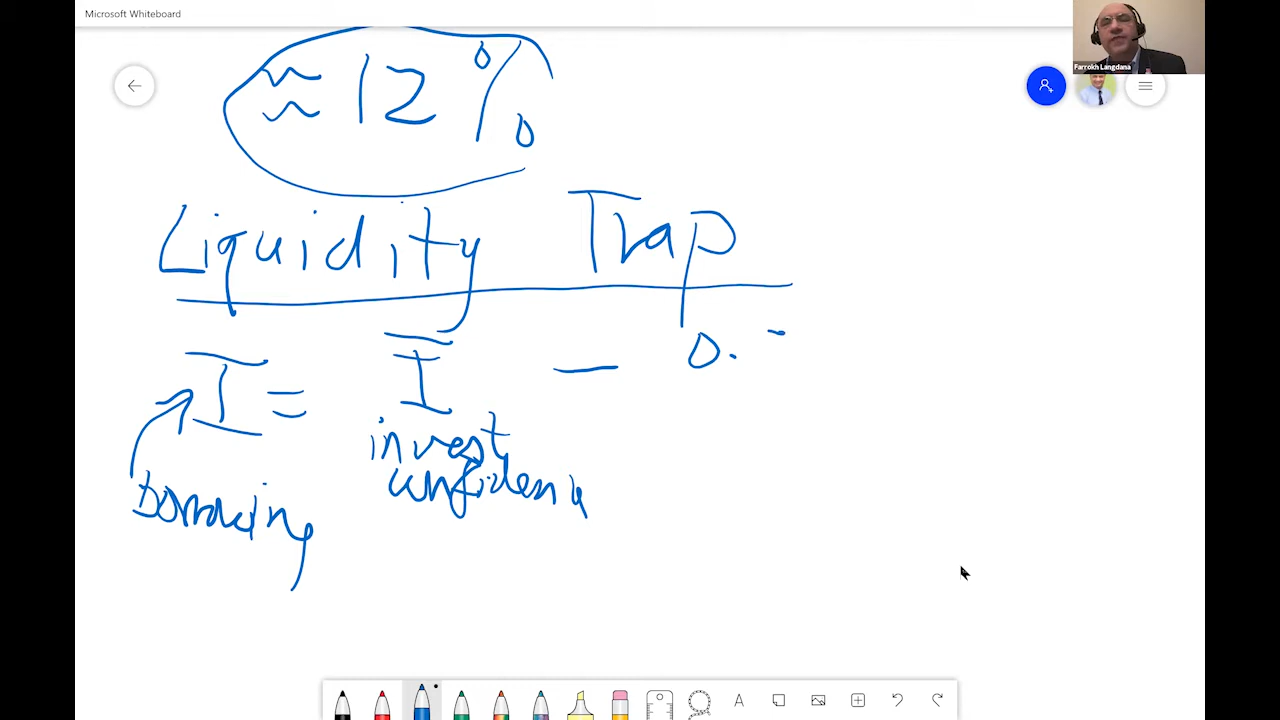 Microsoft Whiteboard
Farrokh Langdana
≈ 12 %
Liquidity Trap
I = Ī — 0.
invest
confidence
borrowing
A